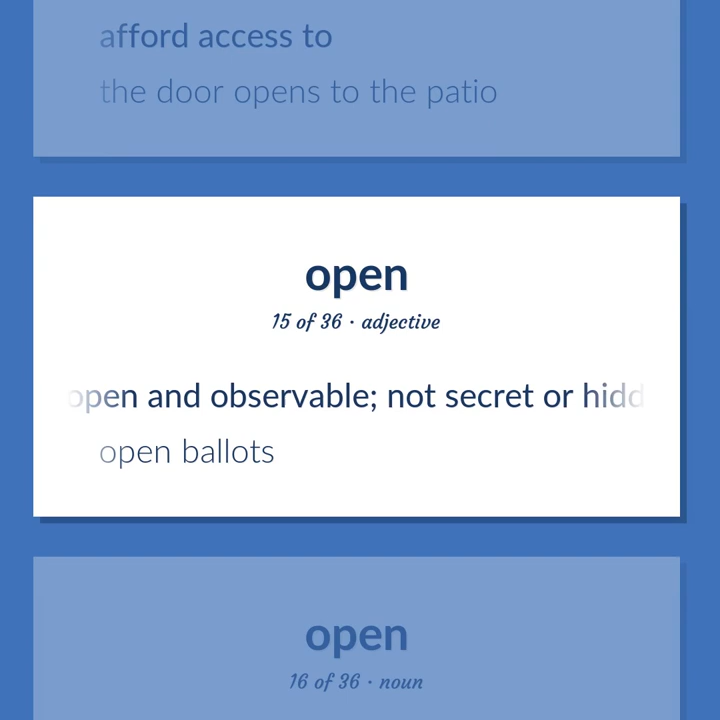 afford access to
the door opens to the patio
open
15 of 36 · adjective
open and observable; not secret or hidd
open ballots
open
16 of 36 · noun